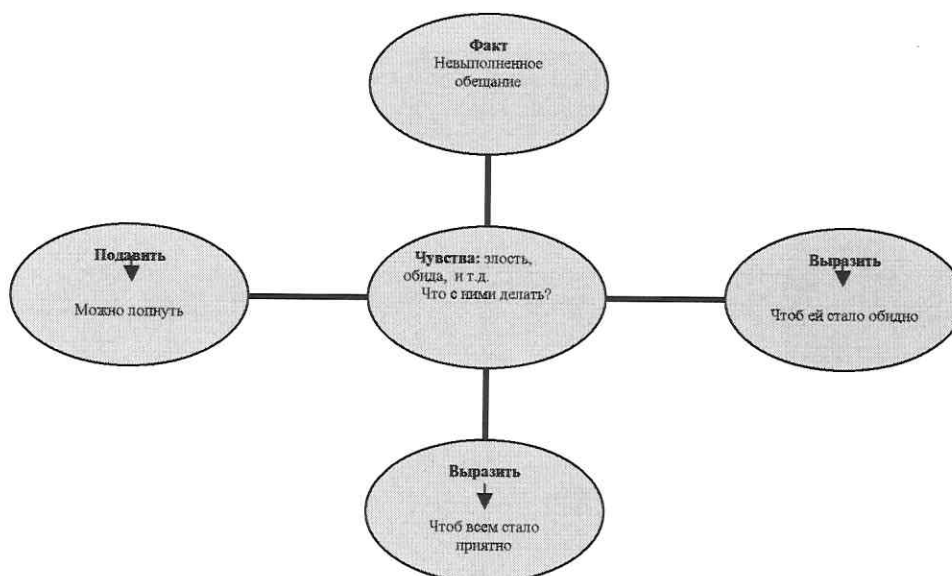 Факт
Невыполненное
обещание
Подавить
Можно лопнуть
Чувства: злость,
обида, и т.д.
Что с ними делать?
Выразить
Чтоб ей стало обидно
Выразить
Чтоб всем стало
приятно